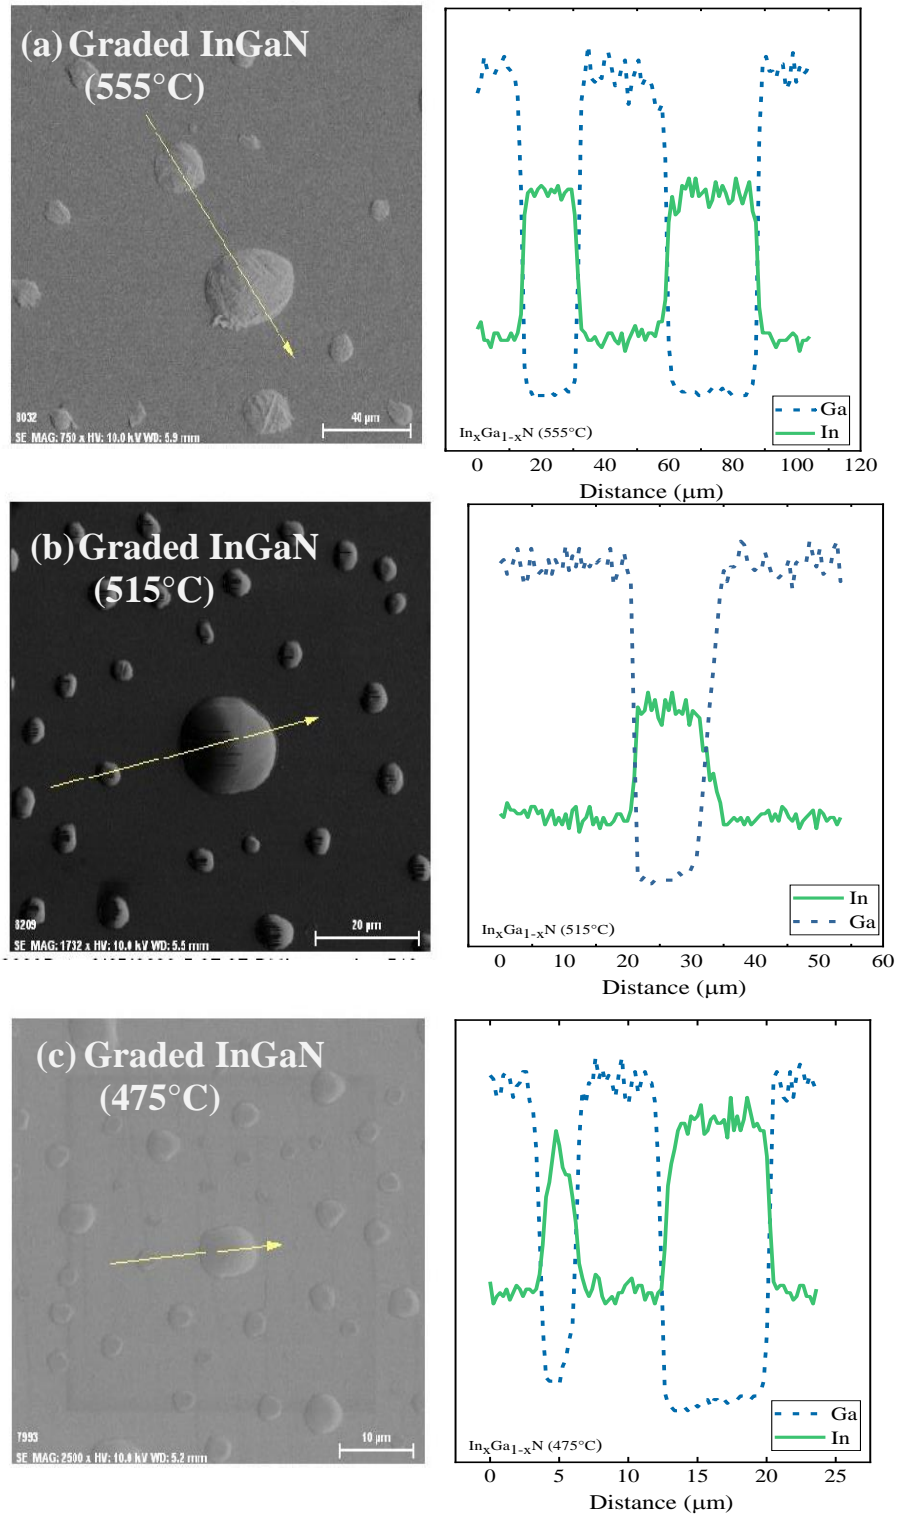 (a) Graded InGaN
(555°C)
8032
40 µm
SE MAG: 750 x HV: 10.0 kV WD: 5.9 mm
Ga
In
InxGa1-xN (555°C)
0 20 40 60 80 100 120
Distance (µm)
(b) Graded InGaN
(515°C)
8209
20 µm
SE MAG: 1732 x HV: 10.0 kV WD: 5.5 mm
In
Ga
InxGa1-xN (515°C)
0 10 20 30 40 50 60
Distance (µm)
(c) Graded InGaN
(475°C)
7993
10 µm
SE MAG: 2500 x HV: 10.0 kV WD: 5.2 mm
Ga
In
InxGa1-xN (475°C)
0 5 10 15 20 25
Distance (µm)